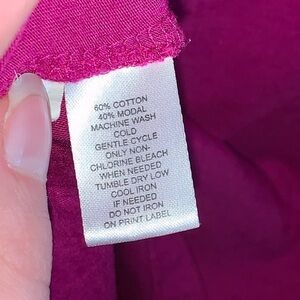 60% COTTON
40% MODAL
MACHINE WASH
COLD
GENTLE CYCLE
ONLY NON-
CHLORINE BLEACH
WHEN NEEDED
TUMBLE DRY LOW
COOL IRON
IF NEEDED
DO NOT IRON
ON PRINT LABEL